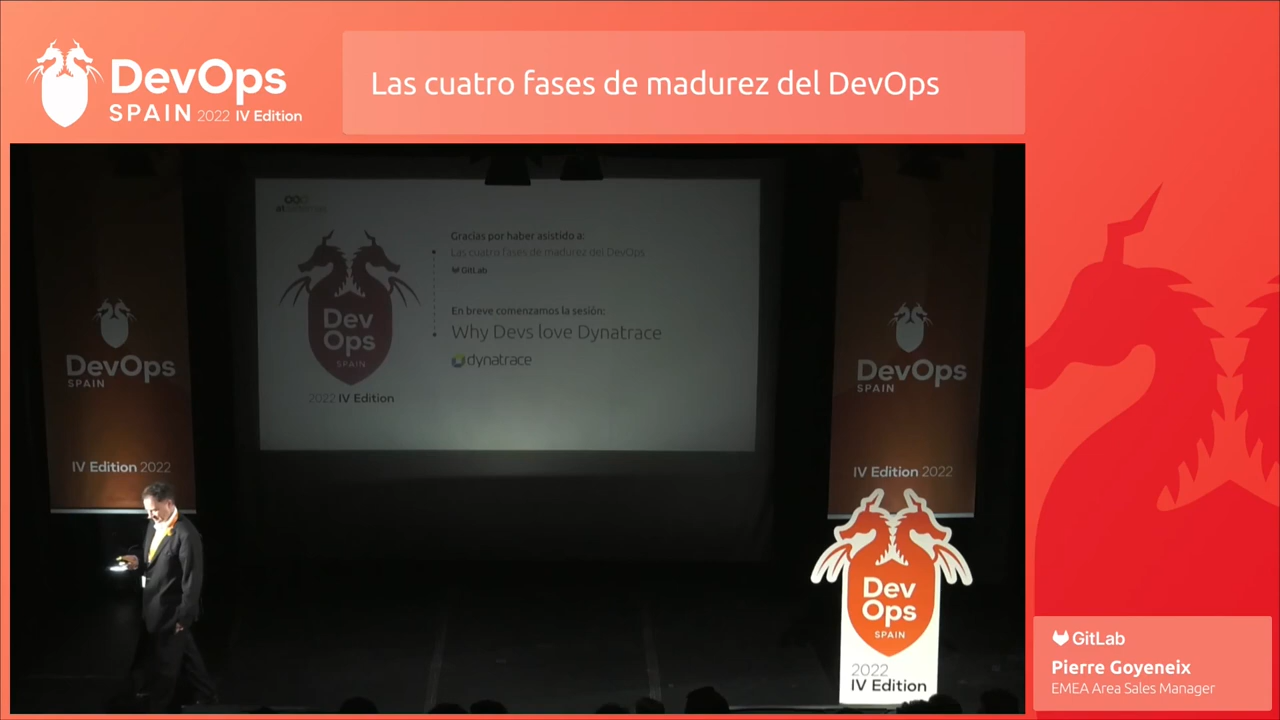 DevOps
SPAIN 2022 IV Edition
Las cuatro fases de madurez del DevOps
Gracias por haber asistido a:
Las cuatro fases de madurez del DevOps
GitLab
En breve comenzamos la sesión:
Why Devs love Dynatrace
dynatrace
Dev
Ops
SPAIN
2022 IV Edition
DevOps
SPAIN
IV Edition 2022
DevOps
SPAIN
IV Edition 2022
Dev
Ops
SPAIN
2022
IV Edition
GitLab
Pierre Goyeneix
EMEA Area Sales Manager